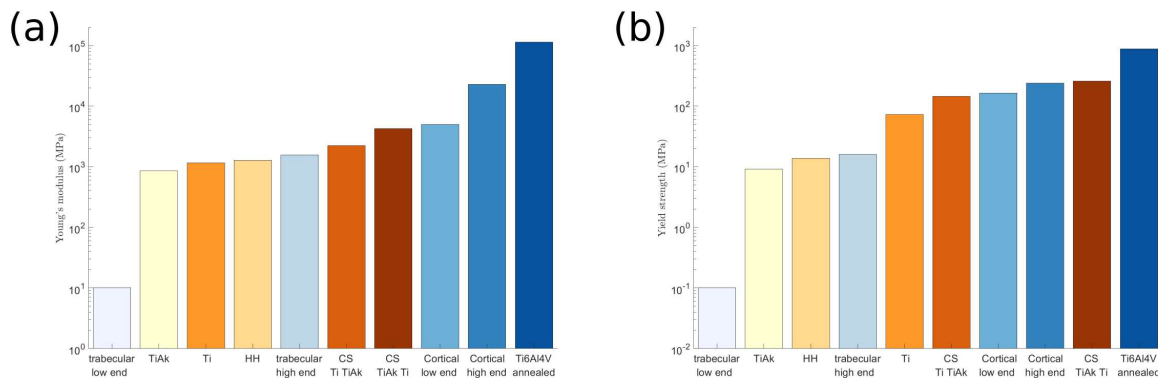 (a)
Young's modulus (MPa)
10^5
10^4
10^3
10^2
10^1
10^0
trabecular
low end
TiAk
Ti
HH
trabecular
high end
CS
Ti TiAk
CS
TiAk Ti
Cortical
low end
Cortical
high end
Ti6Al4V
annealed
(b)
Yield strength (MPa)
10^3
10^2
10^1
10^0
10^-1
10^-2
trabecular
low end
TiAk
HH
trabecular
high end
Ti
CS
Ti TiAk
Cortical
low end
Cortical
high end
CS
TiAk Ti
Ti6Al4V
annealed